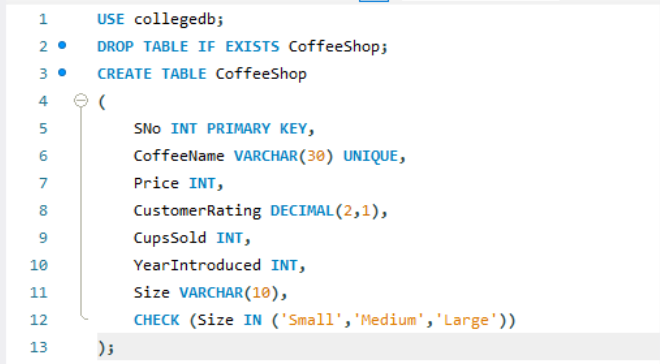 1 USE collegedb;
2 DROP TABLE IF EXISTS CoffeeShop;
3 CREATE TABLE CoffeeShop
4 (
5 SNo INT PRIMARY KEY,
6 CoffeeName VARCHAR(30) UNIQUE,
7 Price INT,
8 CustomerRating DECIMAL(2,1),
9 CupsSold INT,
10 YearIntroduced INT,
11 Size VARCHAR(10),
12 CHECK (Size IN ('Small','Medium','Large'))
13 );